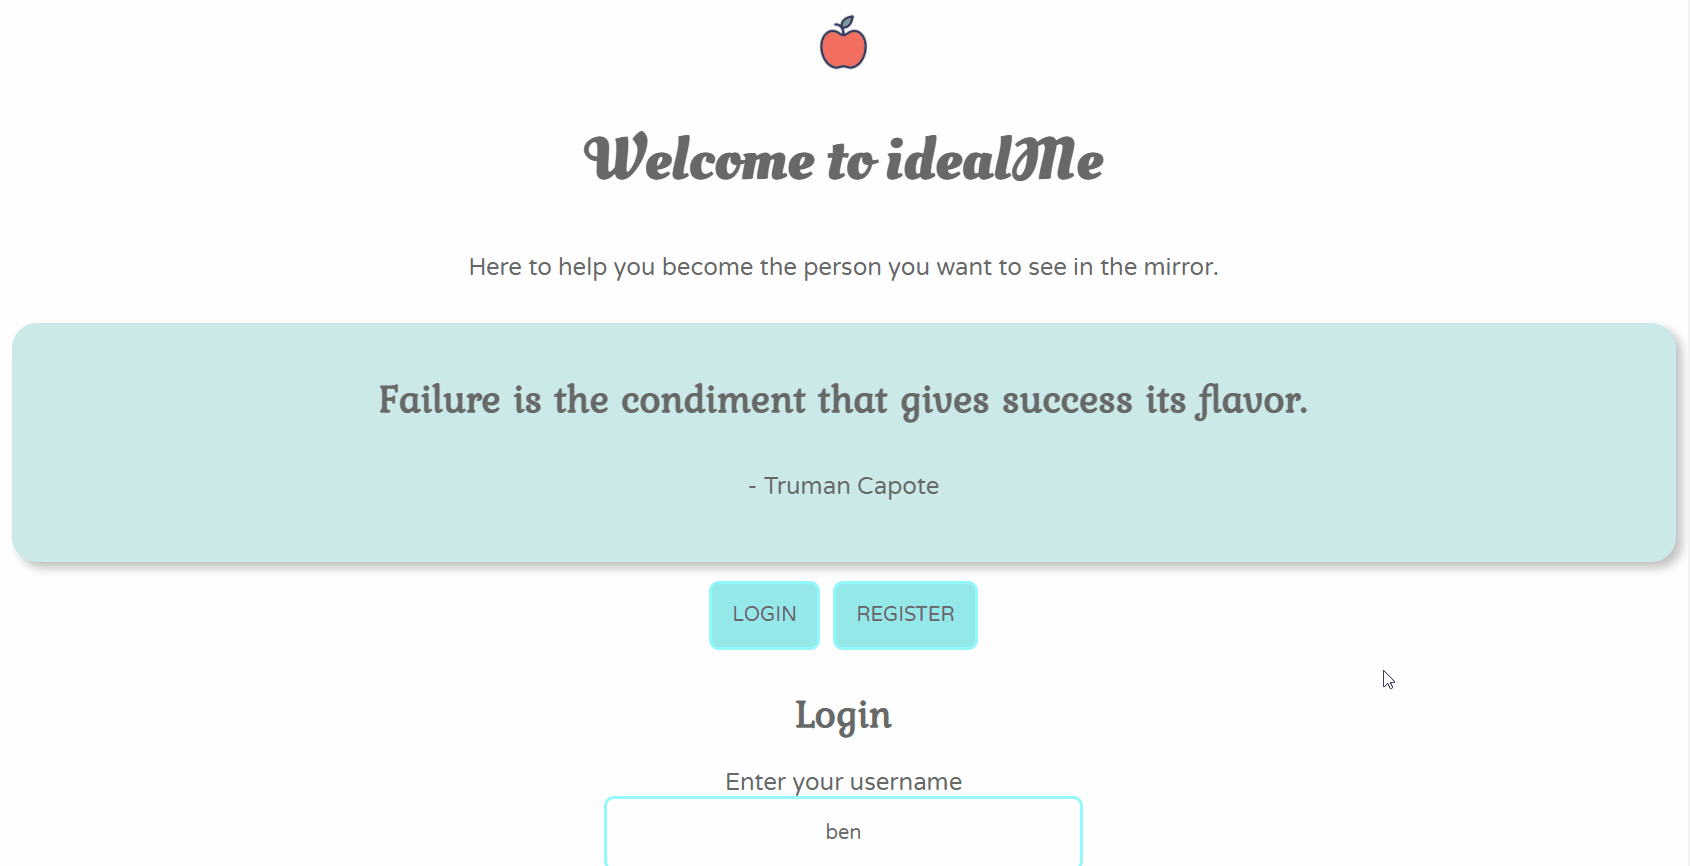 Welcome to idealMe
Here to help you become the person you want to see in the mirror.
Failure is the condiment that gives success its flavor.
- Truman Capote
LOGIN REGISTER
Login
Enter your username
ben